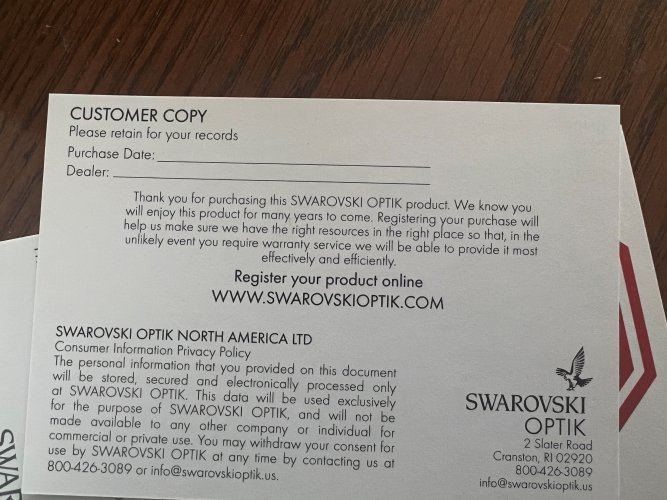 CUSTOMER COPY
Please retain for your records
Purchase Date:
Dealer:
Thank you for purchasing this SWAROVSKI OPTIK product. We know you
will enjoy this product for many years to come. Registering your purchase will
help us make sure we have the right resources in the right place so that, in the
unlikely event you require warranty service we will be able to provide it most
effectively and efficiently.
Register your product online
WWW.SWAROVSKIOPTIK.COM
SWAROVSKI OPTIK NORTH AMERICA LTD
Consumer Information Privacy Policy
The personal information that you provided on this document
will be stored, secured and electronically processed only
at SWAROVSKI OPTIK. This data will be used exclusively
for the purpose of SWAROVSKI OPTIK, and will not be
made available to any other company or individual for
commercial or private use. You may withdraw your consent for
use by SWAROVSKI OPTIK at any time by contacting us at
800-426-3089 or info@swarovskioptik.us.
SWAROVSKI
OPTIK
2 Slater Road
Cranston, RI 02920
800-426-3089
info@swarovskioptik.us
SWAR